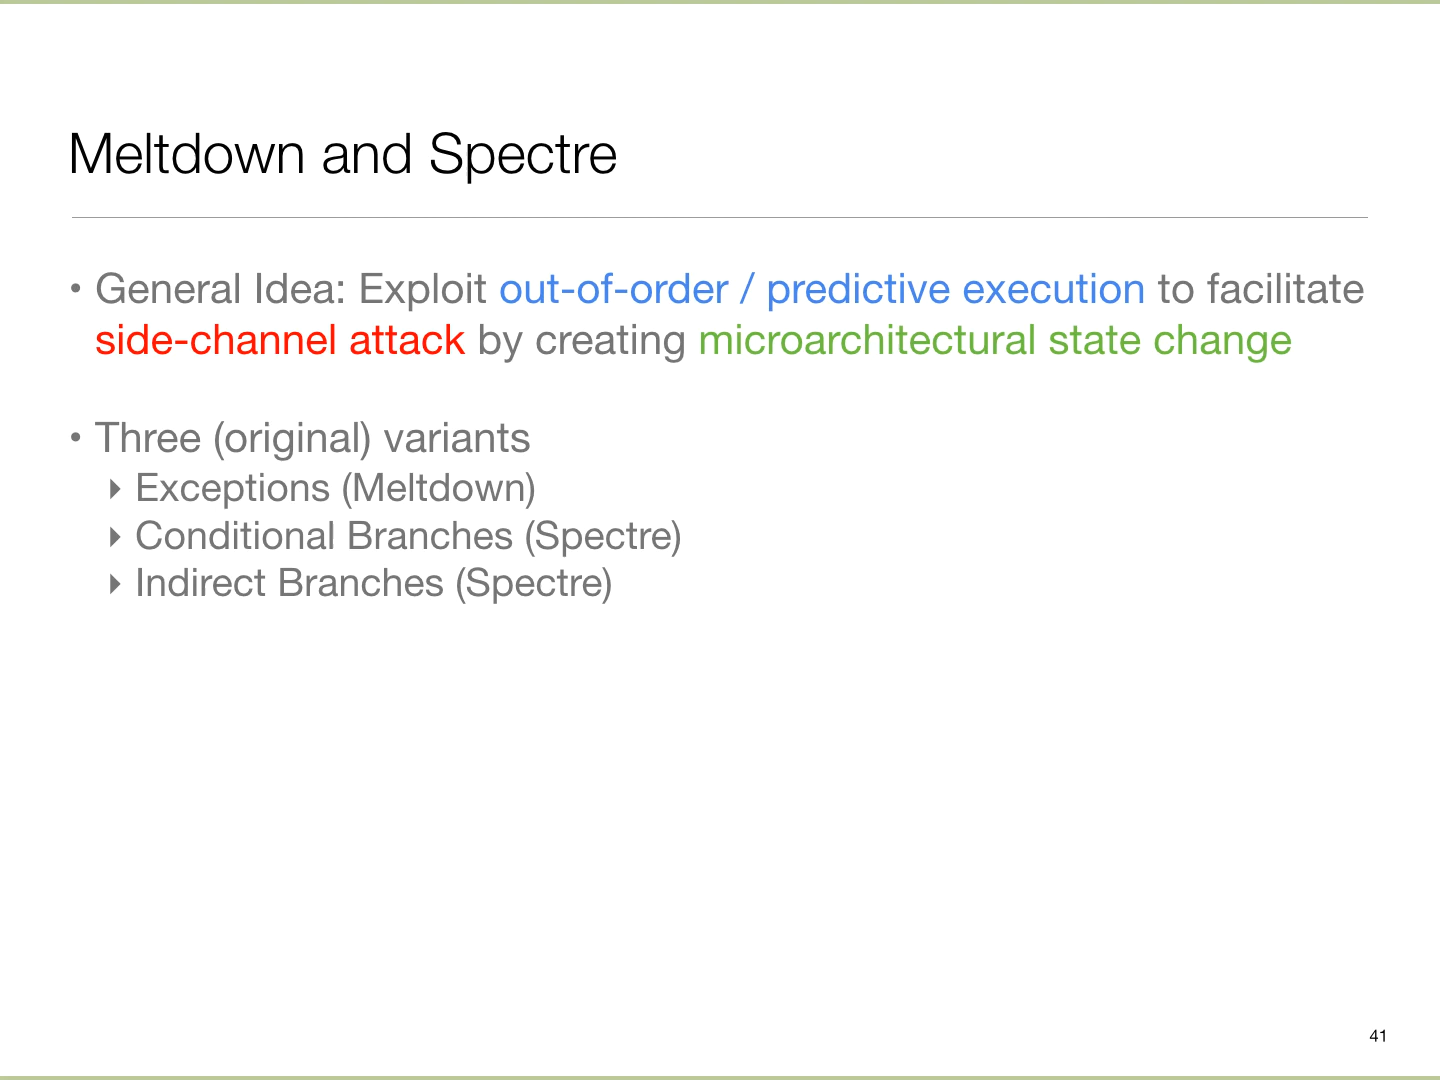 Meltdown and Spectre
• General Idea: Exploit out-of-order / predictive execution to facilitate
side-channel attack by creating microarchitectural state change
• Three (original) variants
‣ Exceptions (Meltdown)
‣ Conditional Branches (Spectre)
‣ Indirect Branches (Spectre)
41